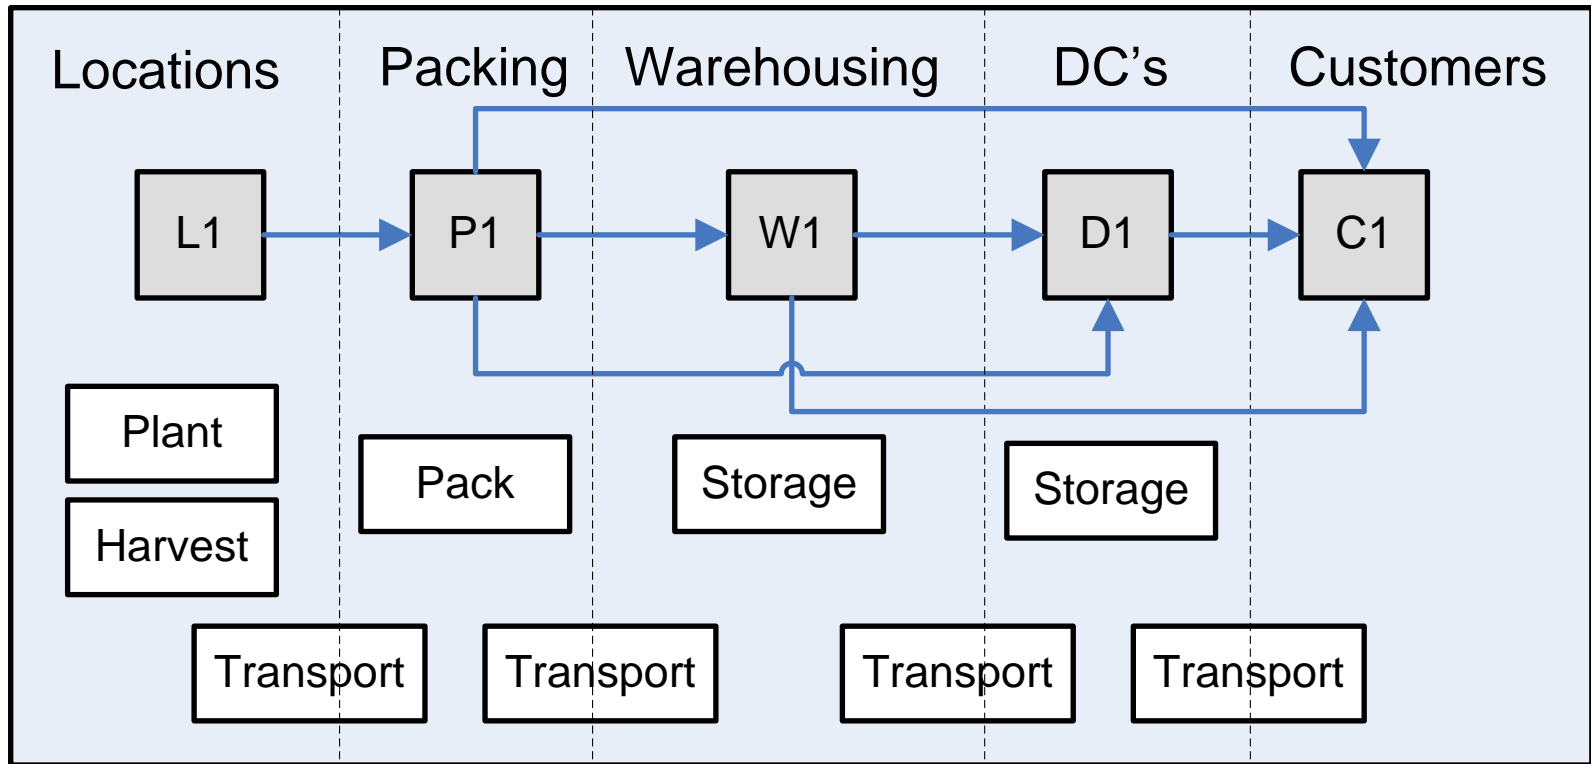 Locations
Packing
Warehousing
DC's
Customers
L1
P1
W1
D1
C1
Plant
Harvest
Pack
Storage
Storage
Transport
Transport
Transport
Transport